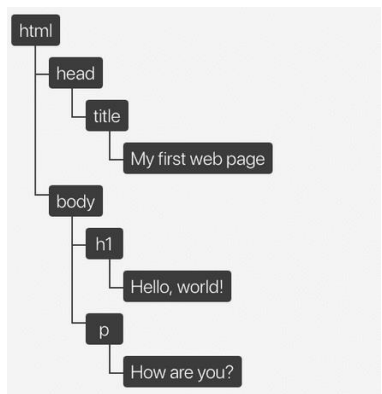 html
head
title
My first web page
body
h1
Hello, world!
p
How are you?